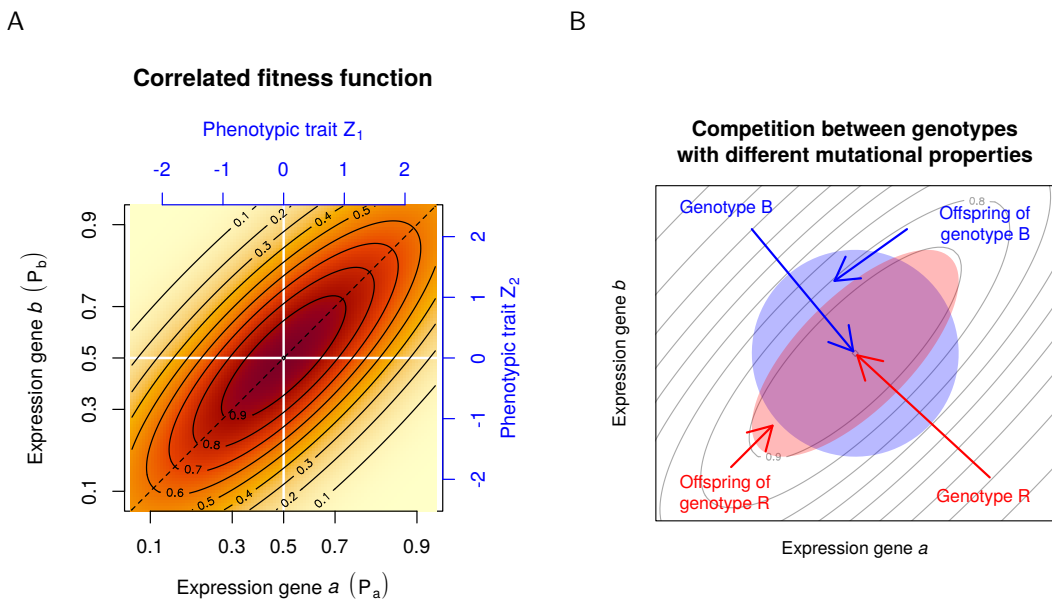 A
Correlated fitness function
Phenotypic trait Z1
-2 -1 0 1 2
0.1 0.2 0.3 0.4 0.5
0.9 0.7 0.5 0.3 0.1
Expression gene b (Pb)
2 1 0 -1 -2
Phenotypic trait Z2
0.9
0.8
0.7
0.6
0.5 0.4 0.3 0.2 0.1
0.1 0.3 0.5 0.7 0.9
Expression gene a (Pa)
B
Competition between genotypes
with different mutational properties
Genotype B
0.8
Offspring of
genotype B
Expression gene b
0.9
Offspring of
genotype R
Genotype R
Expression gene a